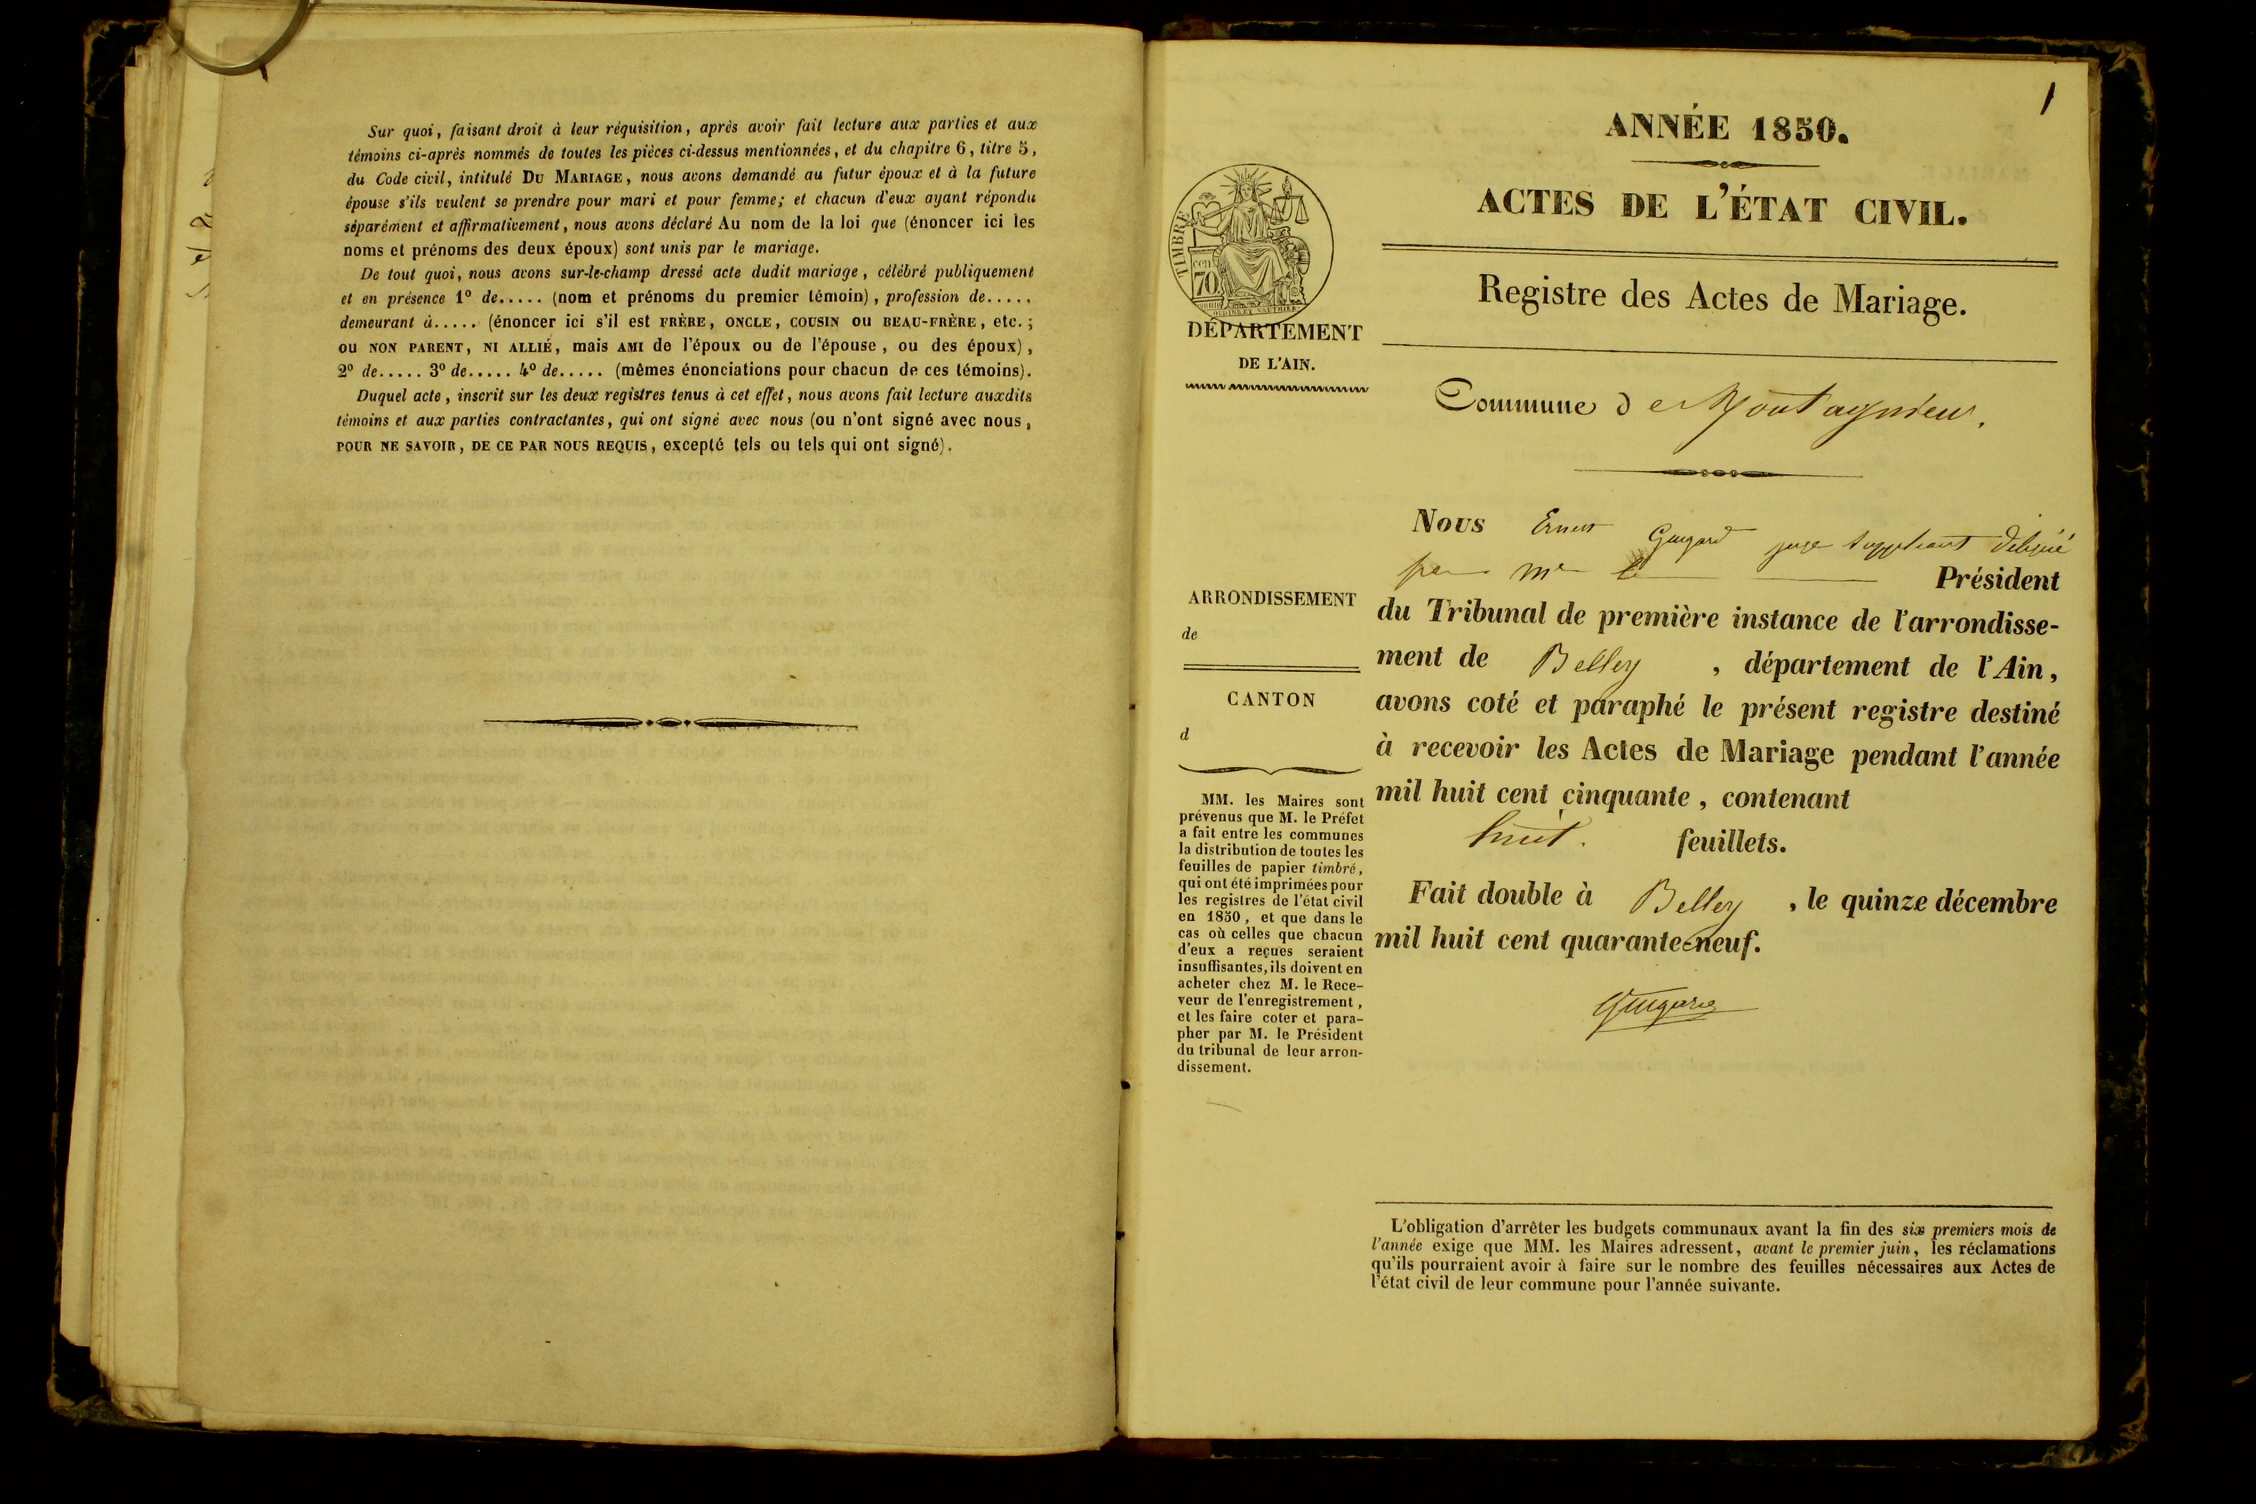 Sur quoi, faisant droit à leur réquisition, après avoir fait lecture aux parties et aux
témoins ci-après nommés de toutes les pièces ci-dessus mentionnées, et du chapitre 6, titre 5,
du Code civil, intitulé DU MARIAGE, nous avons demandé au futur époux et à la future
épouse s'ils veulent se prendre pour mari et pour femme; et chacun d'eux ayant répondu
séparément et affirmativement, nous avons déclaré Au nom de la loi que (énoncer ici les
noms et prénoms des deux époux) sont unis par le mariage.
De tout quoi, nous avons sur-le-champ dressé acte dudit mariage, célébré publiquement
et en présence 1º de..... (nom et prénoms du premier témoin), profession de.....
demeurant à..... (énoncer ici s'il est FRÈRE, ONCLE, COUSIN ou BEAU-FRÈRE, etc.;
ou NON PARENT, NI ALLIÉ, mais AMI de l'époux ou de l'épouse, ou des époux),
2º de..... 3º de..... 4º de..... (mêmes énonciations pour chacun de ces témoins).
Duquel acte, inscrit sur les deux registres tenus à cet effet, nous avons fait lecture auxdits
témoins et aux parties contractantes, qui ont signé avec nous (ou n'ont signé avec nous,
POUR NE SAVOIR, DE CE PAR NOUS REQUIS, excepté tels ou tels qui ont signé).
1
ANNÉE 1850.
ACTES DE L'ÉTAT CIVIL.
Registre des Actes de Mariage.
TIMBRE
cen
70
DÉPARTEMENT
DE L'AIN.
Commune de Montagnieu.
ARRONDISSEMENT
de
CANTON
d
MM. les Maires sont
prévenus que M. le Préfet
a fait entre les communes
la distribution de toutes les
feuilles de papier timbré,
qui ont été imprimées pour
les registres de l'état civil
en 1850, et que dans le
cas où celles que chacun
d'eux a reçues seraient
insuffisantes, ils doivent en
acheter chez M. le Rece-
veur de l'enregistrement,
et les faire coter et para-
pher par M. le Président
du tribunal de leur arron-
dissement.
Nous Ernest Guigard juge suppléant délégué
par Mr le Président
du Tribunal de première instance de l'arrondisse-
ment de Belley, département de l'Ain,
avons coté et paraphé le présent registre destiné
à recevoir les Actes de Mariage pendant l'année
mil huit cent cinquante, contenant
huit. feuillets.
Fait double à Belley, le quinze décembre
mil huit cent quarante-neuf.
Guigard
L'obligation d'arrêter les budgets communaux avant la fin des six premiers mois de
l'année exige que MM. les Maires adressent, avant le premier juin, les réclamations
qu'ils pourraient avoir à faire sur le nombre des feuilles nécessaires aux Actes de
l'état civil de leur commune pour l'année suivante.